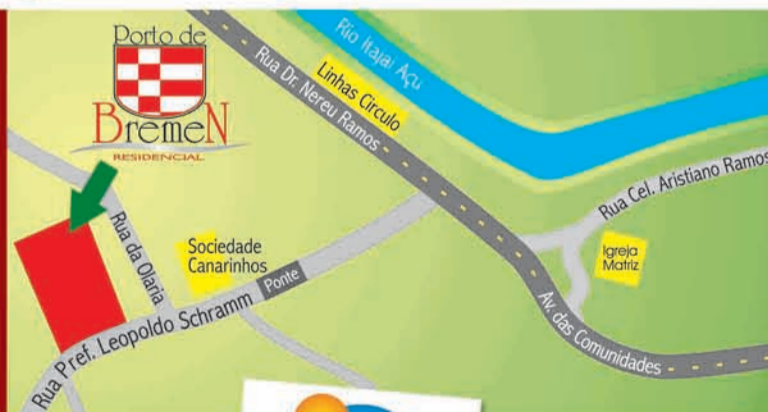 Porto de
BremeN
RESIDENCIAL
Rio Itajaí Açu
Linhas Circulo
Rua Dr. Nereu Ramos
Rua Cel. Aristiano Ramos
Igreja
Matriz
Rua da Olaria
Sociedade
Canarinhos
Ponte
Rua Pref. Leopoldo Schramm
Av. das Comunidades